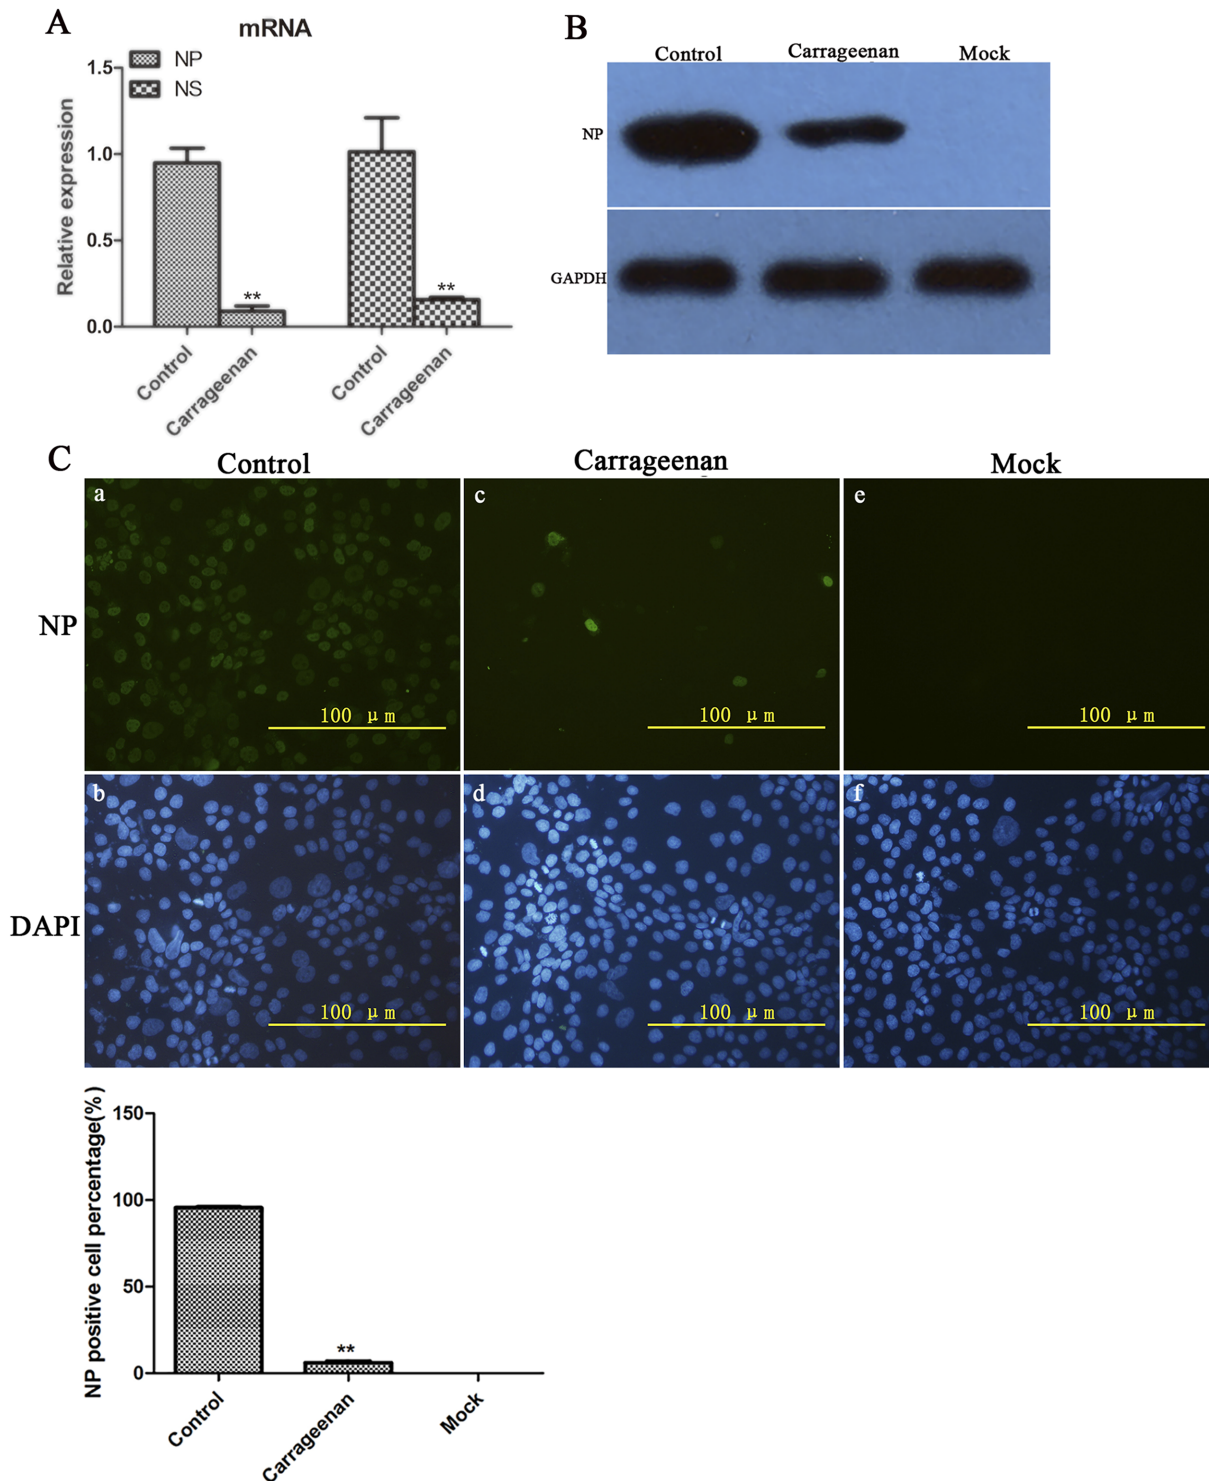 A
mRNA
NP
NS
Relative expression
1.5
1.0
0.5
0.0
**
**
Control
Carrageenan
Control
Carrageenan
B
Control Carrageenan Mock
NP
GAPDH
C
Control Carrageenan Mock
NP
a c e
100 μm 100 μm 100 μm
DAPI
b d f
100 μm 100 μm 100 μm
NP positive cell percentage(%)
150
100
50
0
**
Control
Carrageenan
Mock